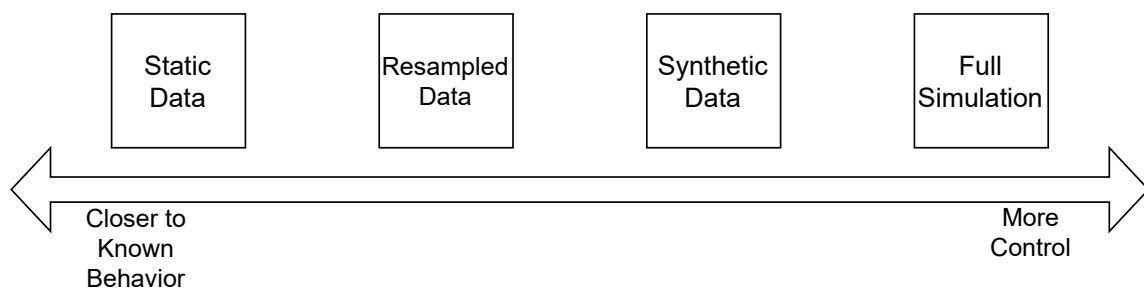 Static
Data
Resampled
Data
Synthetic
Data
Full
Simulation
Closer to
Known
Behavior
More
Control